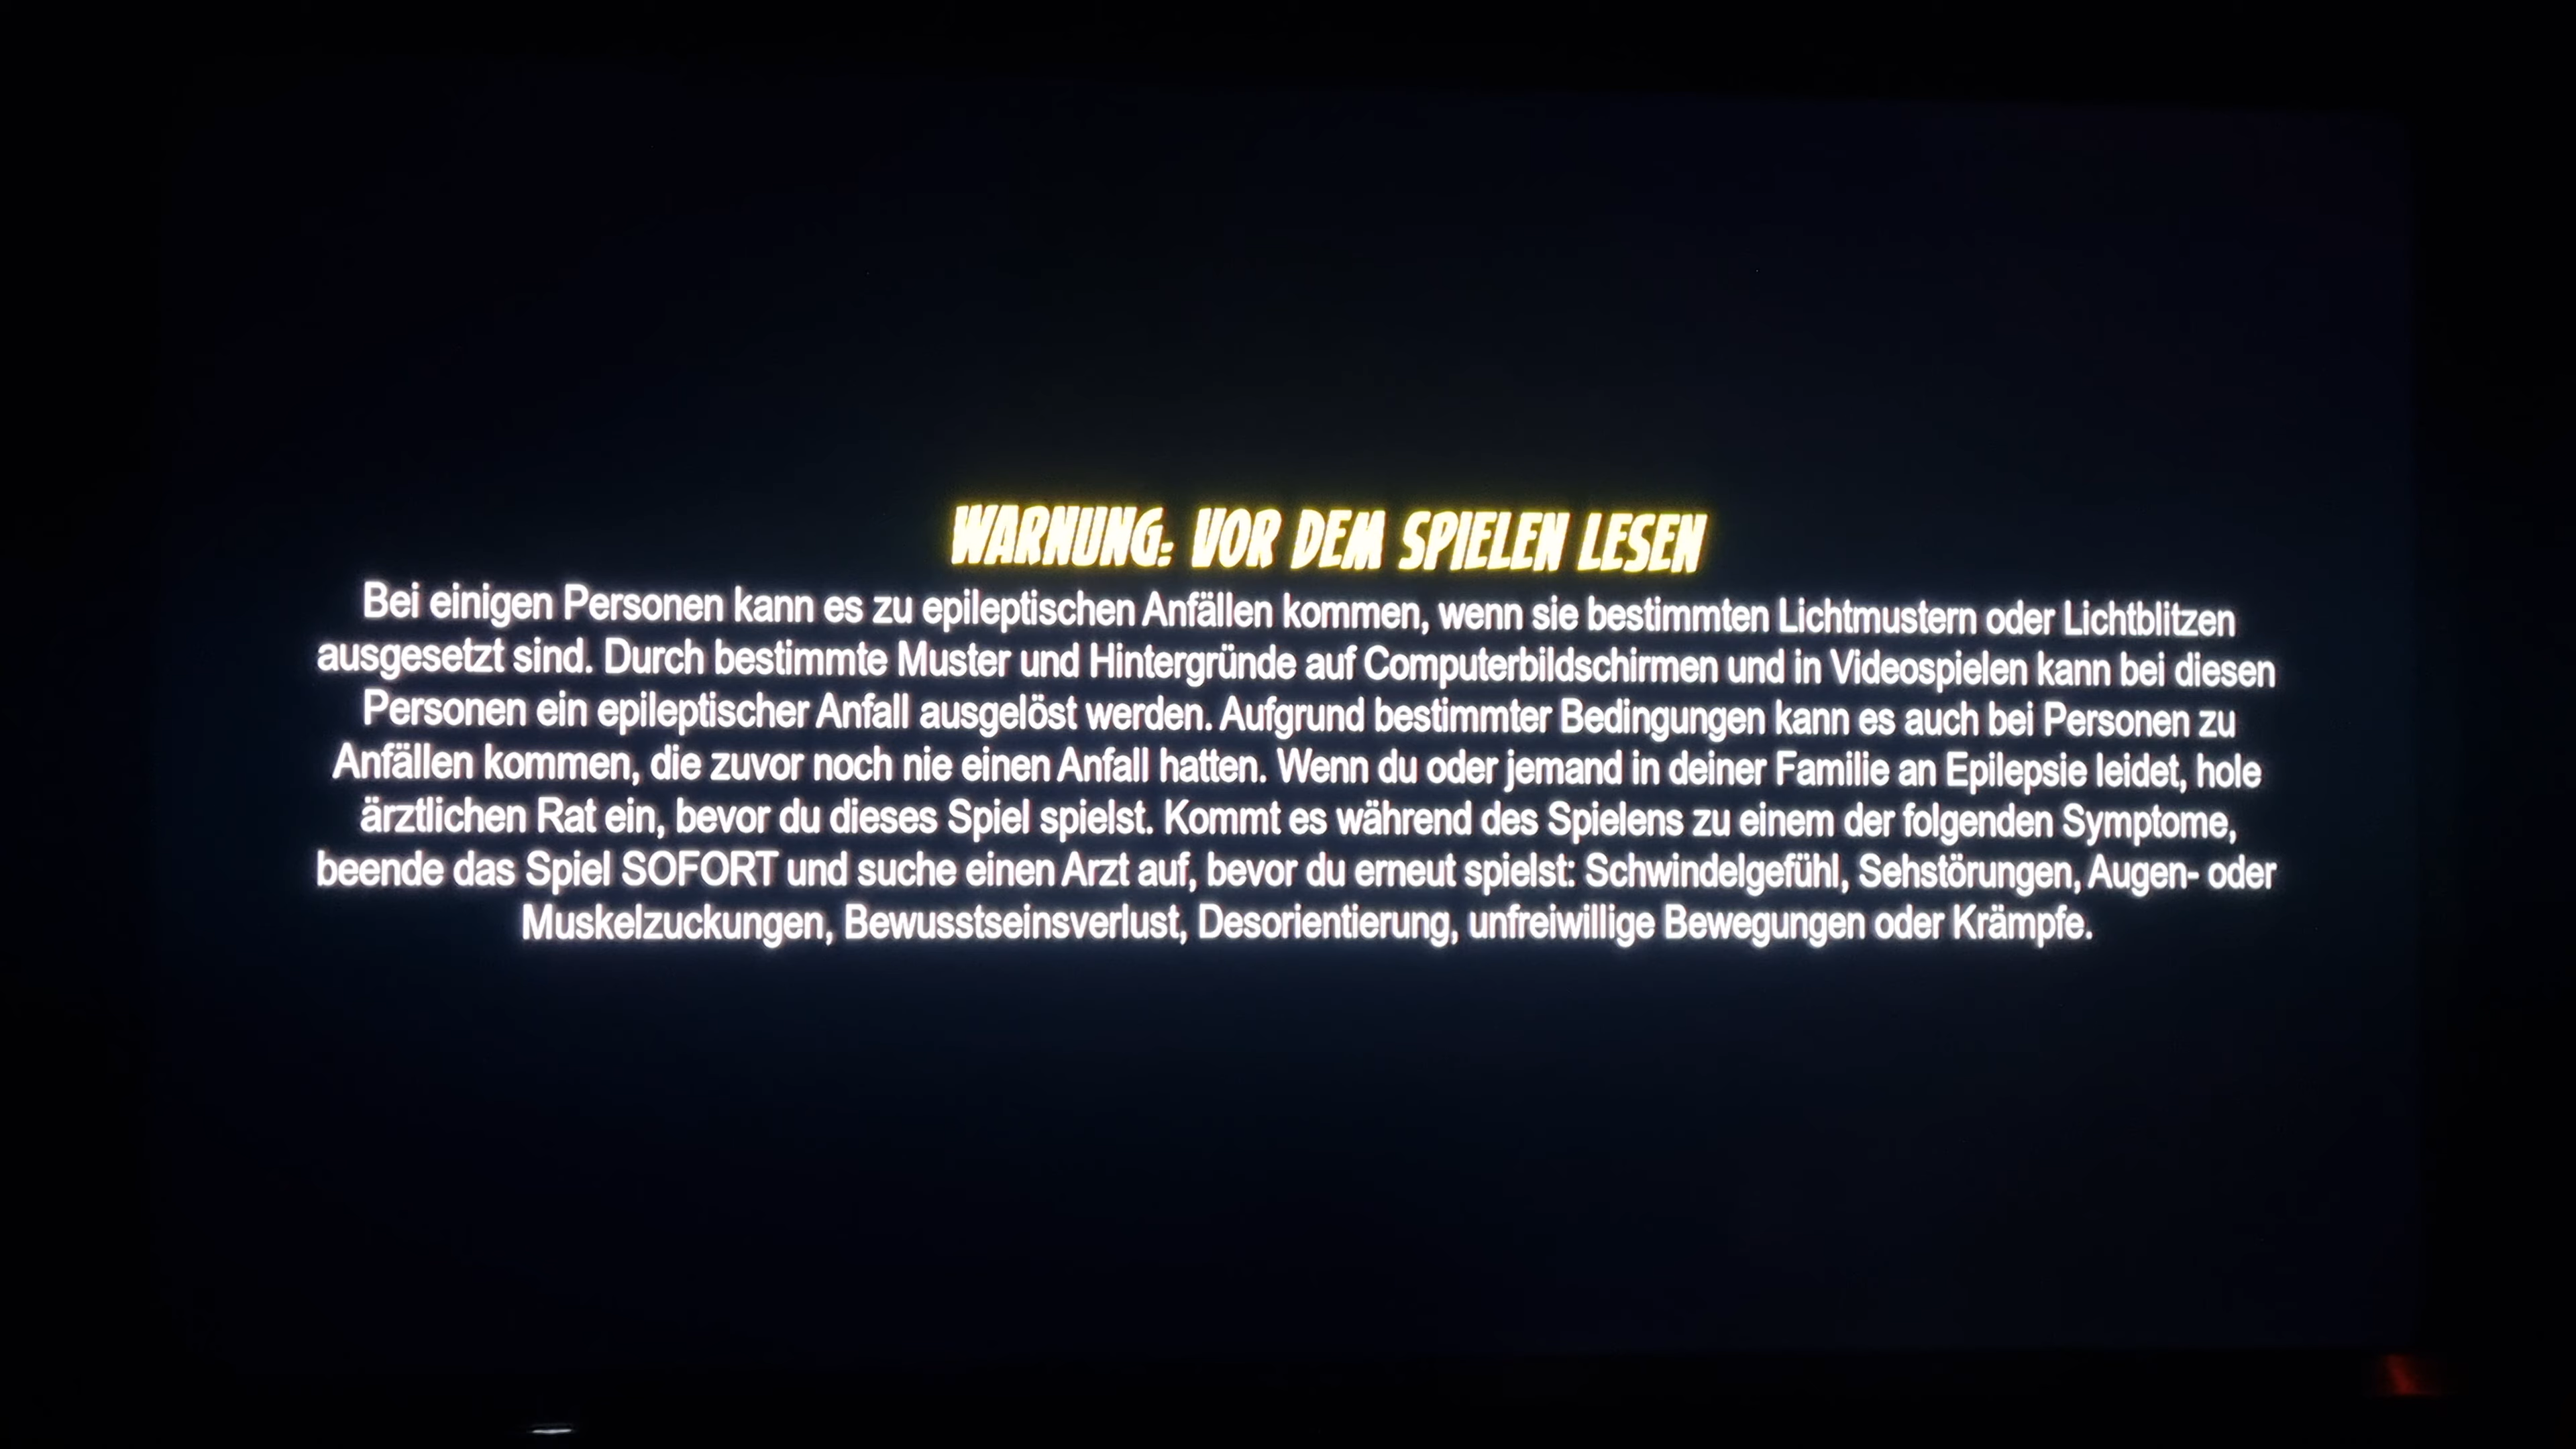 WARNUNG: VOR DEM SPIELEN LESEN
Bei einigen Personen kann es zu epileptischen Anfällen kommen, wenn sie bestimmten Lichtmustern oder Lichtblitzen
ausgesetzt sind. Durch bestimmte Muster und Hintergründe auf Computerbildschirmen und in Videospielen kann bei diesen
Personen ein epileptischer Anfall ausgelöst werden. Aufgrund bestimmter Bedingungen kann es auch bei Personen zu
Anfällen kommen, die zuvor noch nie einen Anfall hatten. Wenn du oder jemand in deiner Familie an Epilepsie leidet, hole
ärztlichen Rat ein, bevor du dieses Spiel spielst. Kommt es während des Spielens zu einem der folgenden Symptome,
beende das Spiel SOFORT und suche einen Arzt auf, bevor du erneut spielst: Schwindelgefühl, Sehstörungen, Augen- oder
Muskelzuckungen, Bewusstseinsverlust, Desorientierung, unfreiwillige Bewegungen oder Krämpfe.